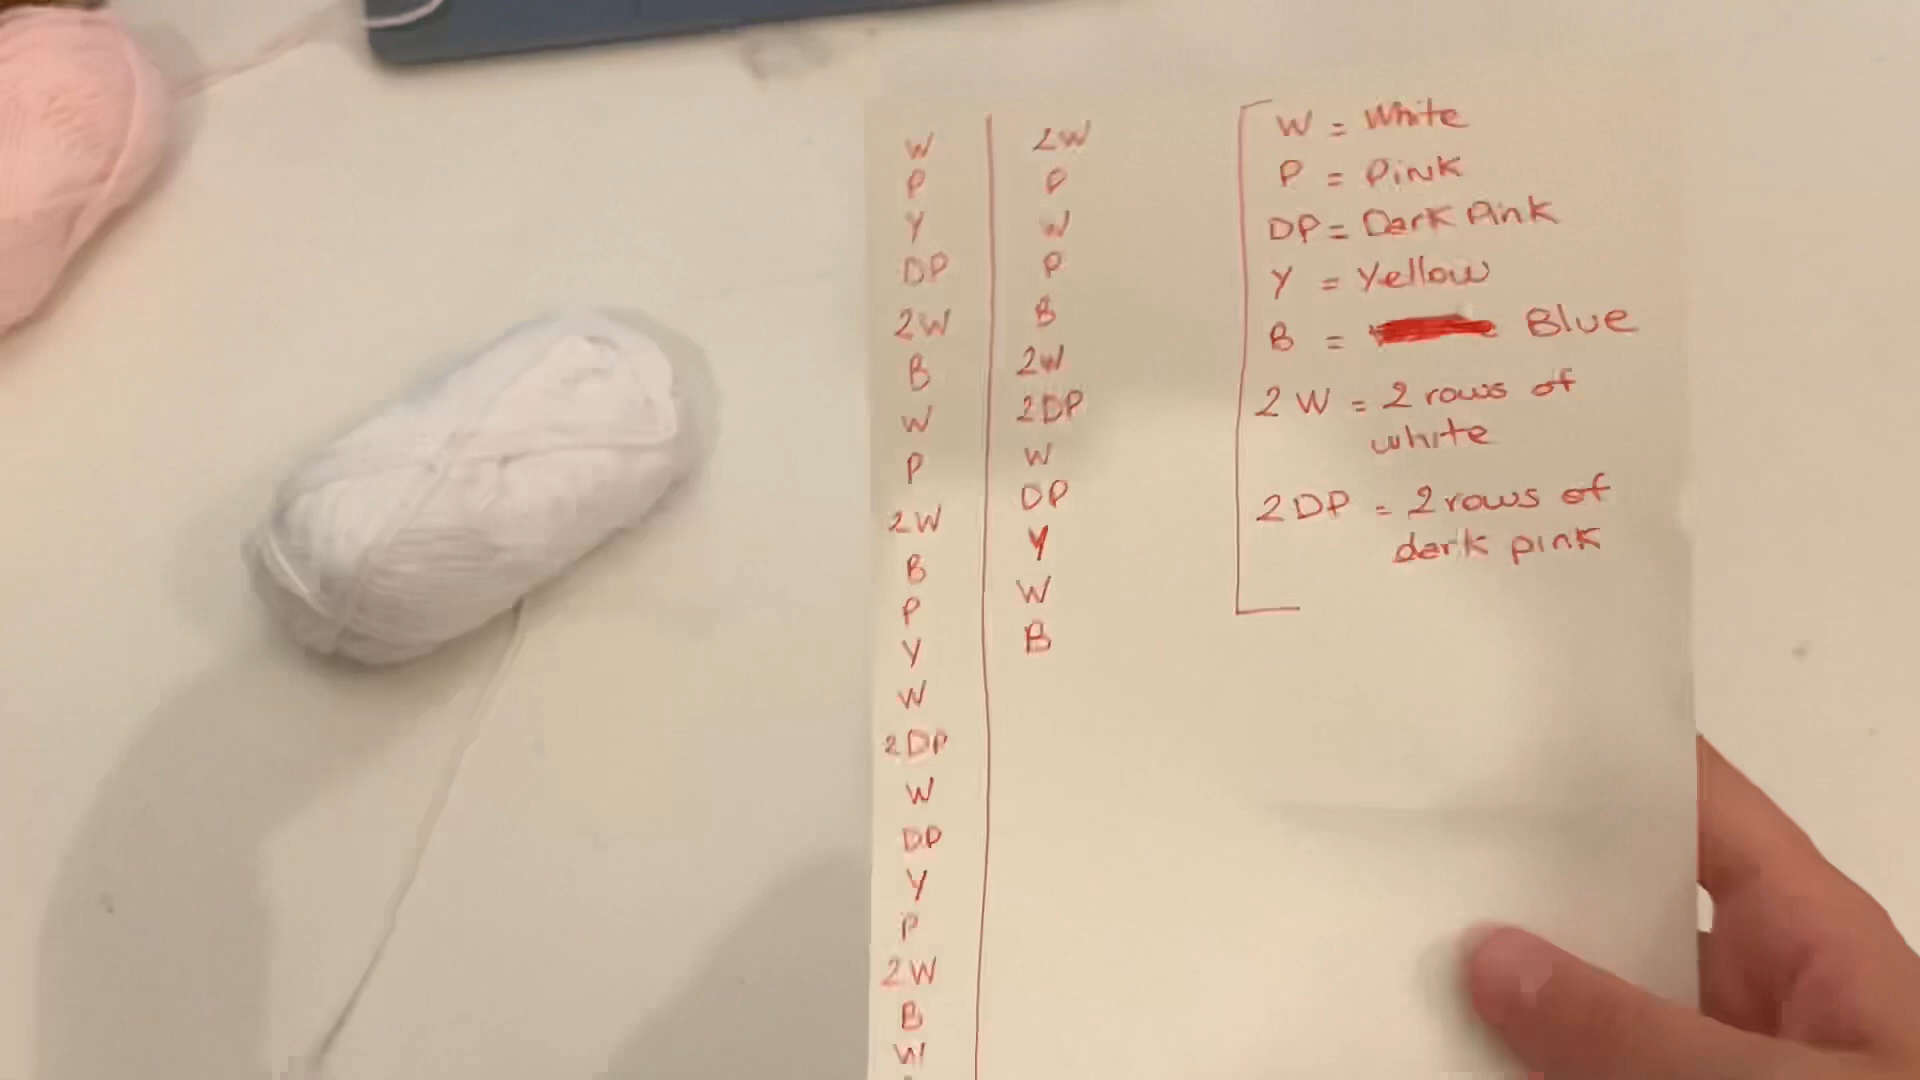 W
P
Y
DP
2W
B
W
P
2W
B
P
Y
W
2DP
W
DP
Y
P
2W
B
W
2W
P
W
P
B
2W
2DP
W
DP
Y
W
B
W = White
P = Pink
DP = Dark Pink
Y = Yellow
B = Blue
2 W = 2 rows of
white
2 DP = 2 rows of
dark pink